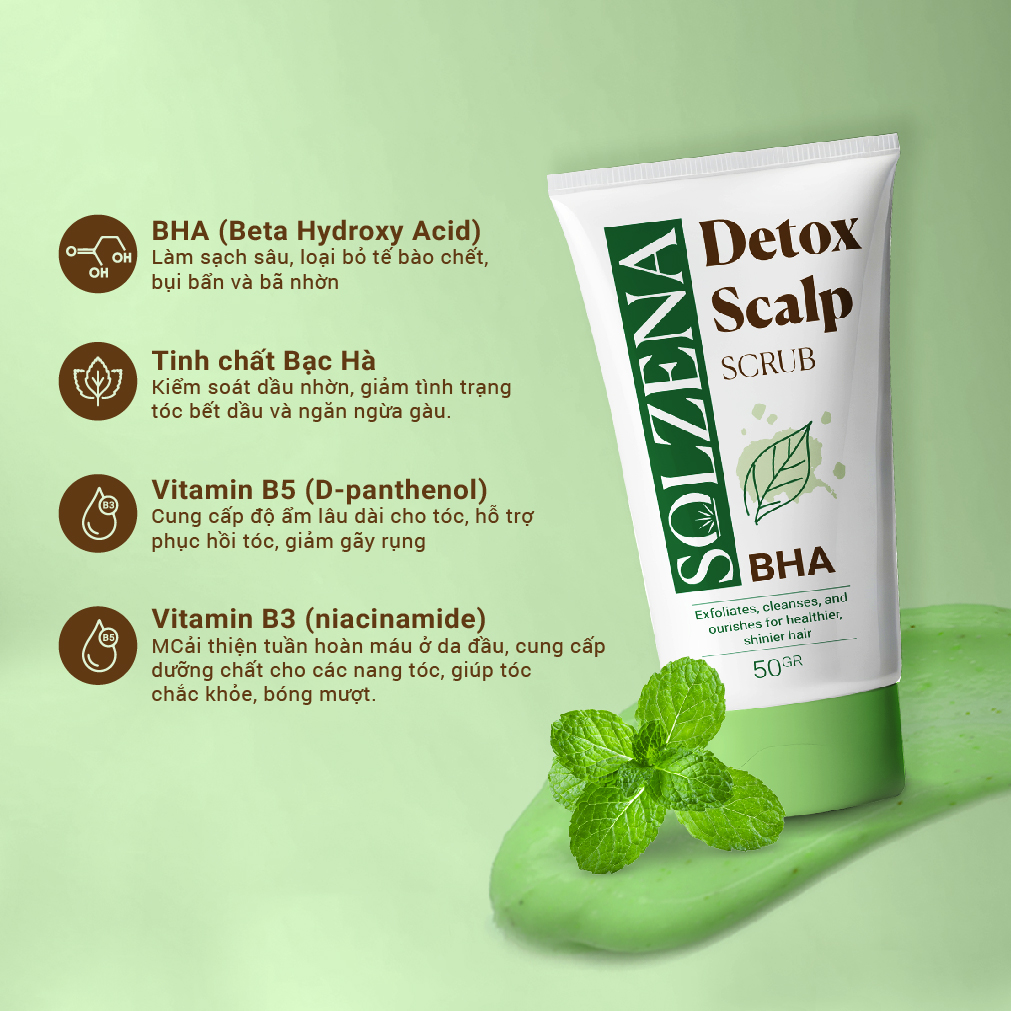 BHA (Beta Hydroxy Acid)
Làm sạch sâu, loại bỏ tế bào chết,
bụi bẩn và bã nhờn
OH
OH
Tinh chất Bạc Hà
Kiểm soát dầu nhờn, giảm tình trạng
tóc bết dầu và ngăn ngừa gàu.
Vitamin B5 (D-panthenol)
Cung cấp độ ẩm lâu dài cho tóc, hỗ trợ
phục hồi tóc, giảm gãy rụng
B3
Vitamin B3 (niacinamide)
MCải thiện tuần hoàn máu ở da đầu, cung cấp
dưỡng chất cho các nang tóc, giúp tóc
chắc khỏe, bóng mượt.
B5
SOLZENA
Detox
Scalp
SCRUB
BHA
Exfoliates, cleanses, and
ourishes for healthier,
shinier hair
50GR